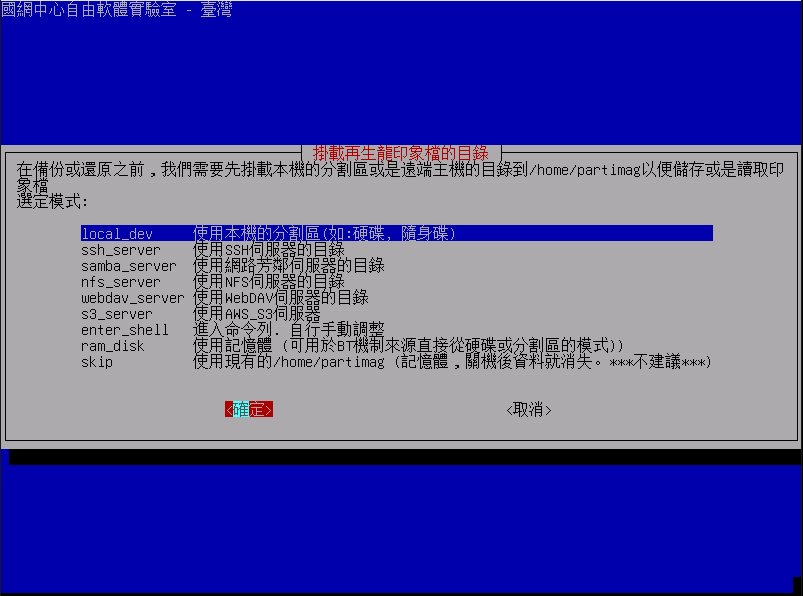 國網中心自由軟體實驗室 - 臺灣
掛載再生龍印象檔的目錄
在備份或還原之前，我們需要先掛載本機的分割區或是遠端主機的目錄到/home/partimag以便儲存或是讀取印
象檔
選定模式:
local_dev 使用本機的分割區(如:硬碟, 隨身碟)
ssh_server 使用SSH伺服器的目錄
samba_server 使用網路芳鄰伺服器的目錄
nfs_server 使用NFS伺服器的目錄
webdav_server 使用WebDAV伺服器的目錄
s3_server 使用AWS_S3伺服器
enter_shell 進入命令列. 自行手動調整
ram_disk 使用記憶體 (可用於BT機制來源直接從硬碟或分割區的模式))
skip 使用現有的/home/partimag (記憶體，關機後資料就消失。***不建議***)
<確定> <取消>